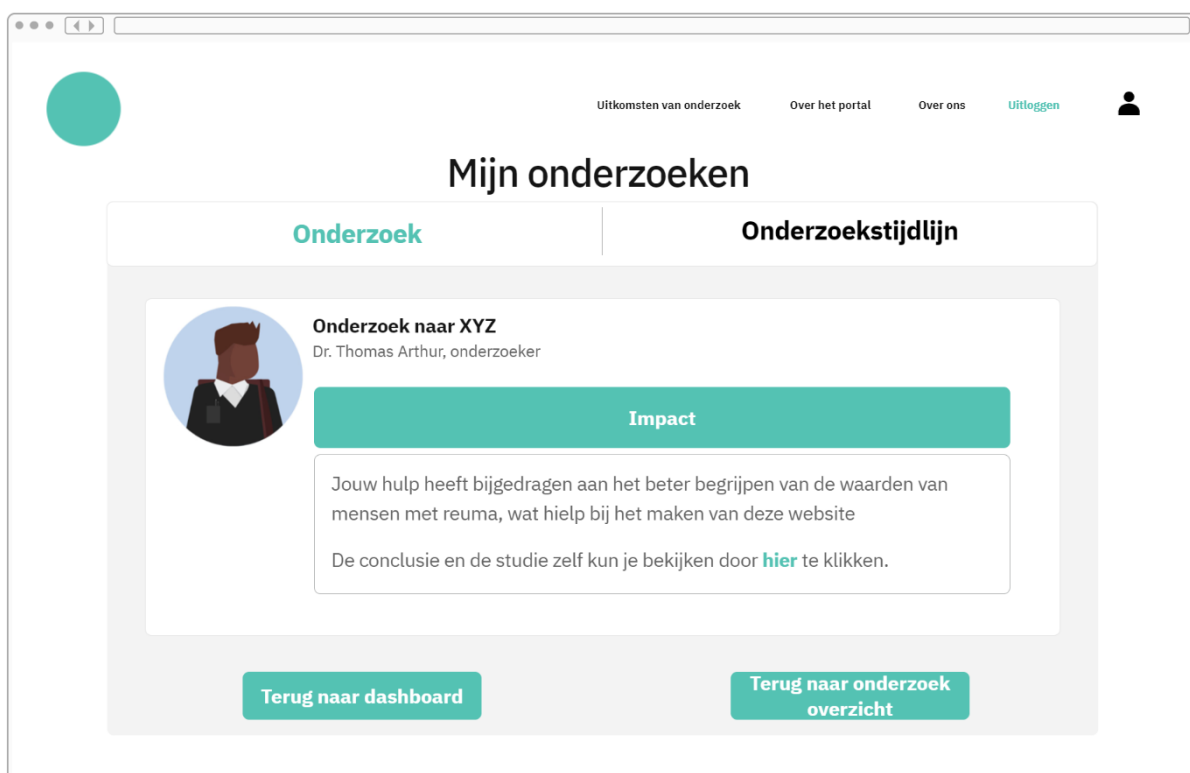 Uitkomsten van onderzoek Over het portal Over ons Uitloggen
Mijn onderzoeken
Onderzoek Onderzoekstijdlijn
Onderzoek naar XYZ
Dr. Thomas Arthur, onderzoeker
Impact
Jouw hulp heeft bijgedragen aan het beter begrijpen van de waarden van
mensen met reuma, wat hielp bij het maken van deze website
De conclusie en de studie zelf kun je bekijken door hier te klikken.
Terug naar dashboard
Terug naar onderzoek
overzicht